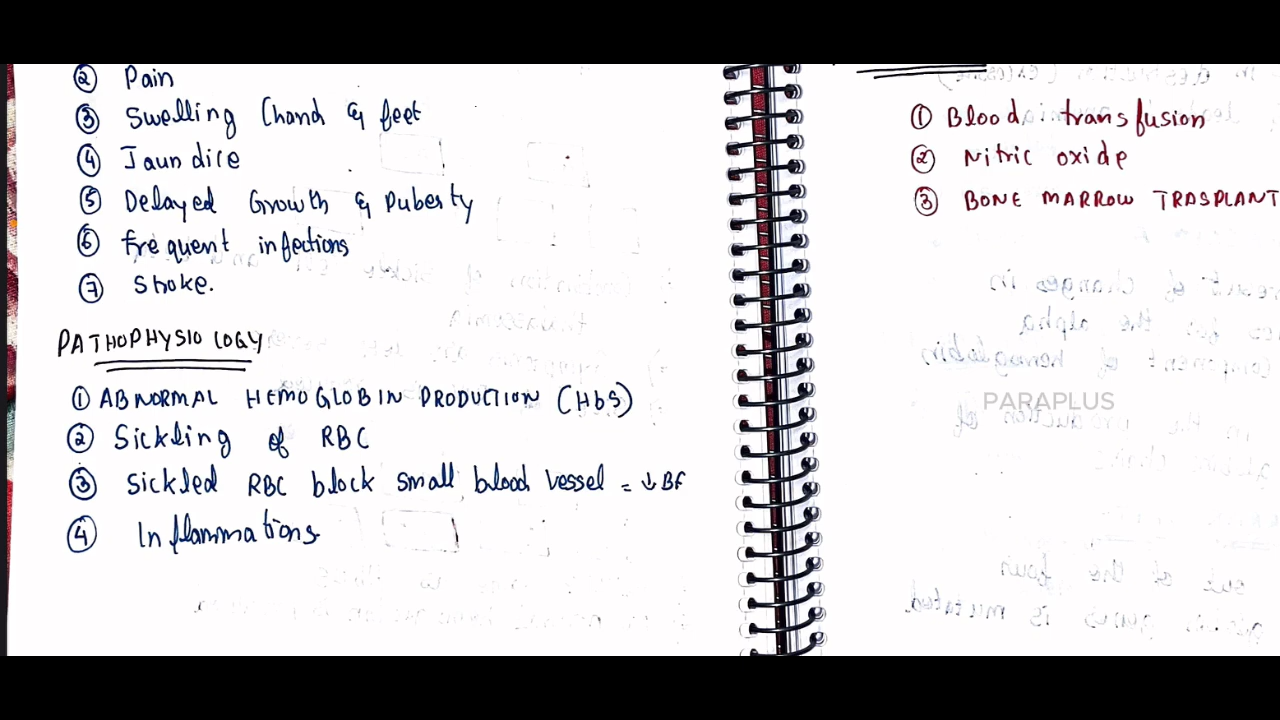 ② Pain
③ Swelling (hand & feet
④ Jaundice
⑤ Delayed Growth & Puberty
⑥ frequent infections
⑦ Stroke.
PATHOPHYSIOLOGY
① ABNORMAL HEMOGLOBIN PRODUCTION (HbS)
② Sickling of RBC
③ Sickled RBC block small blood vessel = ↓ BF
④ Inflammations
① Blood transfusion
② Nitric oxide
③ BONE MARROW TRASPLANT
PARAPLUS